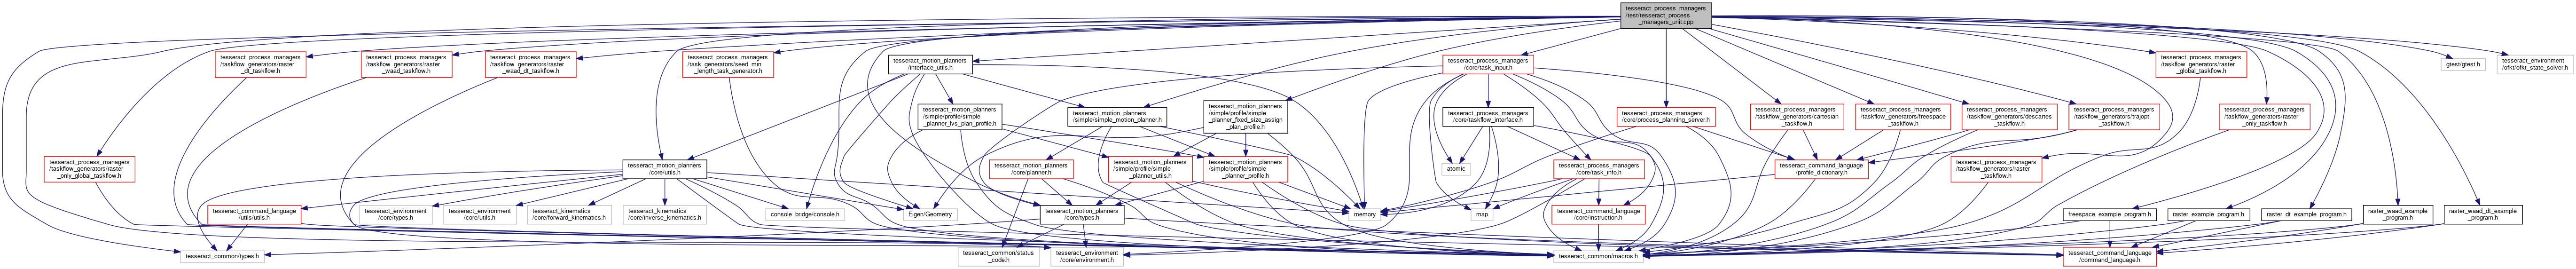 tesseract_process_managers
/test/tesseract_process
_managers_unit.cpp
tesseract_process_managers
/taskflow_generators/raster
_dt_taskflow.h
tesseract_process_managers
/taskflow_generators/raster
_waad_taskflow.h
tesseract_process_managers
/taskflow_generators/raster
_waad_dt_taskflow.h
tesseract_process_managers
/task_generators/seed_min
_length_task_generator.h
tesseract_motion_planners
/interface_utils.h
tesseract_process_managers
/core/task_input.h
tesseract_process_managers
/taskflow_generators/raster
_global_taskflow.h
gtest/gtest.h
tesseract_environment
/ofkt/ofkt_state_solver.h
tesseract_motion_planners
/simple/profile/simple
_planner_lvs_plan_profile.h
tesseract_motion_planners
/simple/simple_motion_planner.h
tesseract_motion_planners
/simple/profile/simple
_planner_fixed_size_assign
_plan_profile.h
tesseract_process_managers
/core/taskflow_interface.h
tesseract_process_managers
/core/process_planning_server.h
tesseract_process_managers
/taskflow_generators/cartesian
_taskflow.h
tesseract_process_managers
/taskflow_generators/freespace
_taskflow.h
tesseract_process_managers
/taskflow_generators/descartes
_taskflow.h
tesseract_process_managers
/taskflow_generators/trajopt
_taskflow.h
tesseract_process_managers
/taskflow_generators/raster
_only_taskflow.h
tesseract_process_managers
/taskflow_generators/raster
_only_global_taskflow.h
tesseract_motion_planners
/core/utils.h
tesseract_motion_planners
/core/planner.h
tesseract_motion_planners
/simple/profile/simple
_planner_utils.h
tesseract_motion_planners
/simple/profile/simple
_planner_profile.h
atomic
tesseract_process_managers
/core/task_info.h
tesseract_command_language
/profile_dictionary.h
tesseract_process_managers
/taskflow_generators/raster
_taskflow.h
tesseract_command_language
/utils/utils.h
tesseract_environment
/core/types.h
tesseract_environment
/core/utils.h
tesseract_kinematics
/core/forward_kinematics.h
tesseract_kinematics
/core/inverse_kinematics.h
console_bridge/console.h
Eigen/Geometry
tesseract_motion_planners
/core/types.h
memory
map
tesseract_command_language
/core/instruction.h
freespace_example_program.h
raster_example_program.h
raster_dt_example_program.h
raster_waad_example
_program.h
raster_waad_dt_example
_program.h
tesseract_common/types.h
tesseract_common/status
_code.h
tesseract_environment
/core/environment.h
tesseract_common/macros.h
tesseract_command_language
/command_language.h